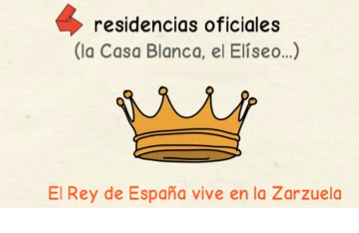 residencias oficiales
(la Casa Blanca, el Elíseo...)
El Rey de España vive en la Zarzuela